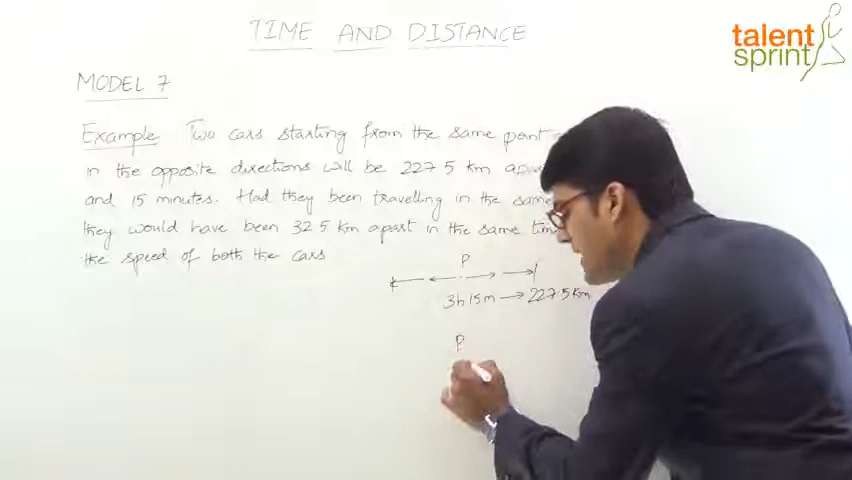 TIME AND DISTANCE
talent
sprint
MODEL 7
Example Two cars starting from the same point
in the opposite directions will be 227.5 km apart
and 15 minutes. Had they been travelling in the same
they would have been 32.5 km apart in the same time
the speed of both the cars
P
3h 15m → 227.5 Km
P